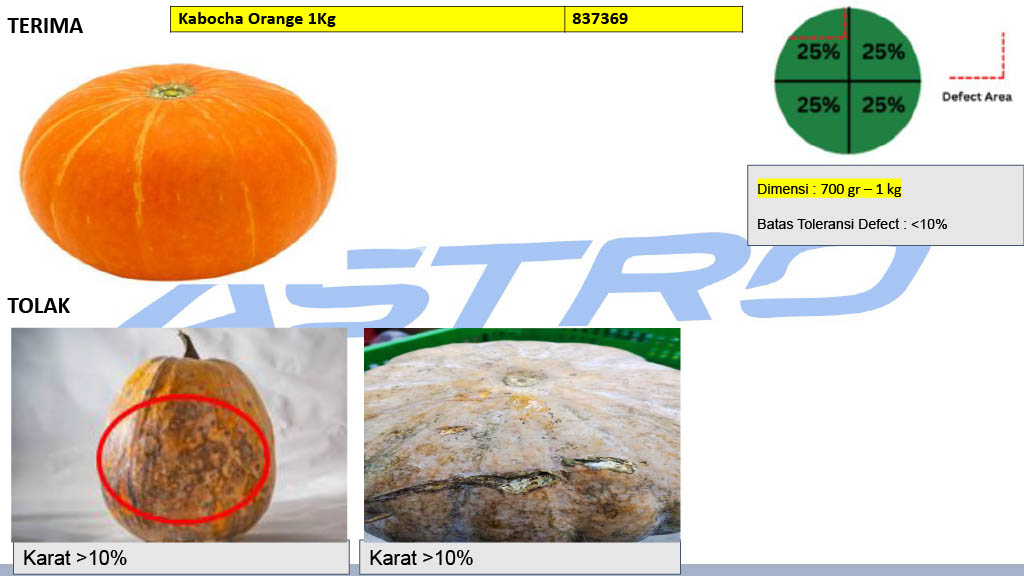 TERIMA
Kabocha Orange 1Kg 837369
25% 25%
25% 25%
Defect Area
Dimensi : 700 gr – 1 kg
Batas Toleransi Defect : <10%
ASTRO
TOLAK
Karat >10%
Karat >10%